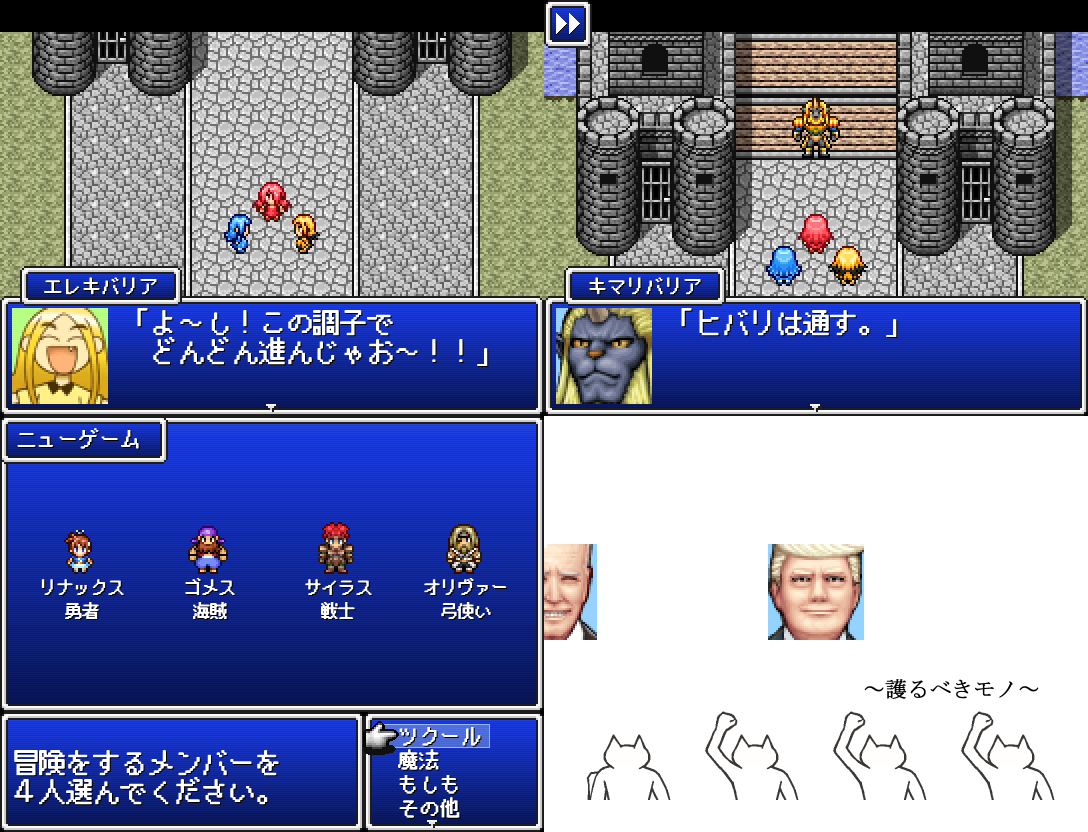 エレキバリア
「よ～し！この調子で
どんどん進んじゃお～！！」
キマリバリア
「ヒバリは通す。」
ニューゲーム
リナックス
勇者
ゴメス
海賊
サイラス
戦士
オリヴァー
弓使い
冒険をするメンバーを
４人選んでください。
ツクール
魔法
もしも
その他
～護るべきモノ～